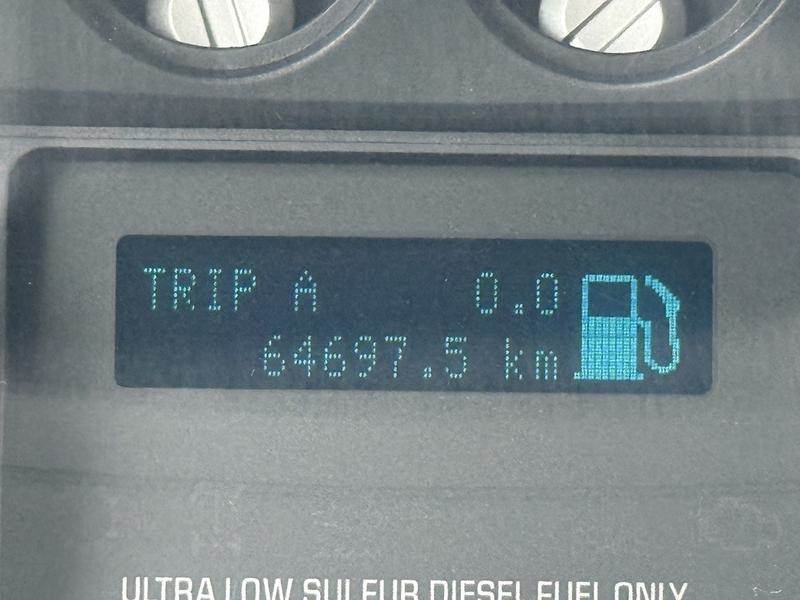 TRIP A 0.0
64697.5 km
ULTRA LOW SULFUR DIESEL FUEL ONLY